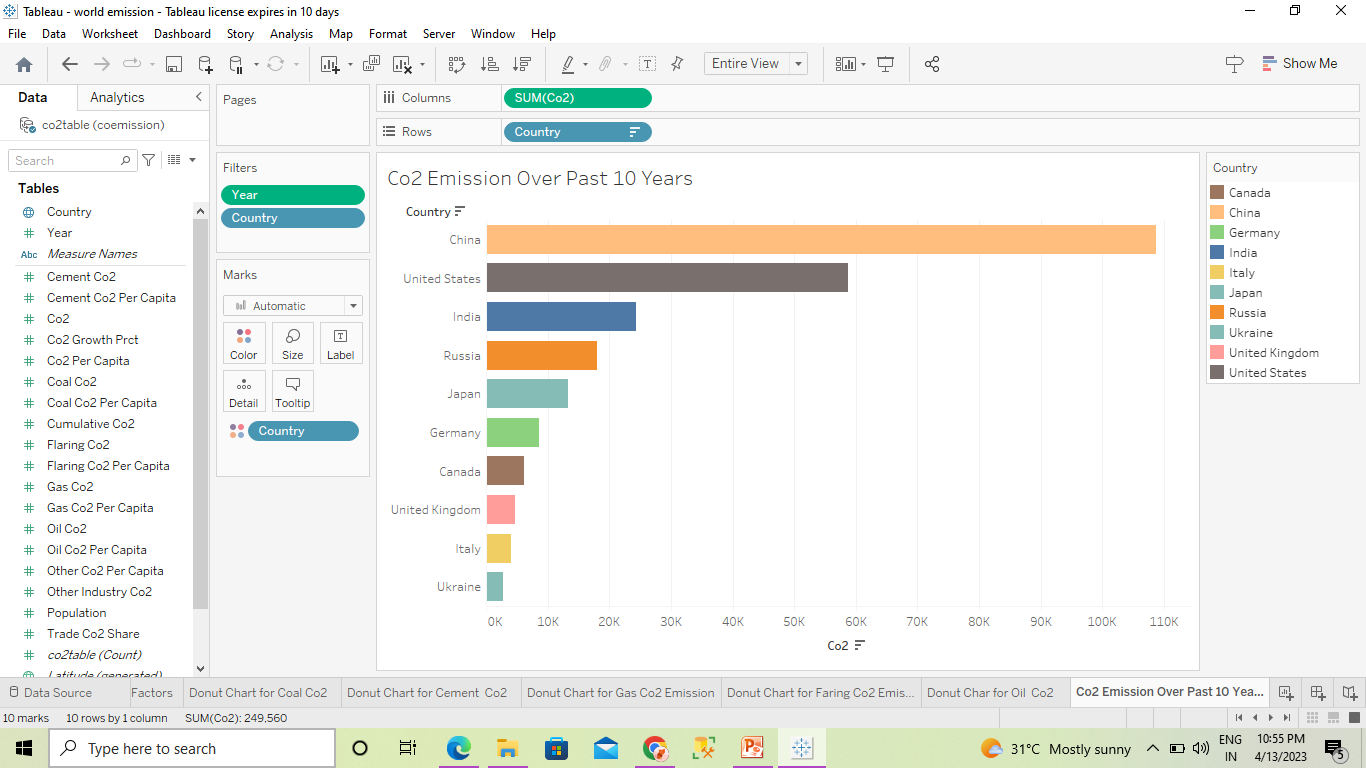 Tableau - world emission - Tableau license expires in 10 days
File Data Worksheet Dashboard Story Analysis Map Format Server Window Help
Entire View
Show Me
Data Analytics
co2table (coemission)
Search
Tables
Country
Year
Abc Measure Names
Cement Co2
Cement Co2 Per Capita
Co2
Co2 Growth Prct
Co2 Per Capita
Coal Co2
Coal Co2 Per Capita
Cumulative Co2
Flaring Co2
Flaring Co2 Per Capita
Gas Co2
Gas Co2 Per Capita
Oil Co2
Oil Co2 Per Capita
Other Co2 Per Capita
Other Industry Co2
Population
Trade Co2 Share
co2table (Count)
Latitude (generated)
Pages
Filters
Year
Country
Marks
Automatic
Color Size Label
Detail Tooltip
Country
Columns SUM(Co2)
Rows Country
Co2 Emission Over Past 10 Years
Country
China
United States
India
Russia
Japan
Germany
Canada
United Kingdom
Italy
Ukraine
0K 10K 20K 30K 40K 50K 60K 70K 80K 90K 100K 110K
Co2
Country
Canada
China
Germany
India
Italy
Japan
Russia
Ukraine
United Kingdom
United States
Data Source Factors Donut Chart for Coal Co2 Donut Chart for Cement Co2 Donut Chart for Gas Co2 Emission Donut Chart for Faring Co2 Emis... Donut Char for Oil Co2 Co2 Emission Over Past 10 Yea...
10 marks 10 rows by 1 column SUM(Co2): 249.560
Type here to search
31°C Mostly sunny
ENG
IN
10:55 PM
4/13/2023
5